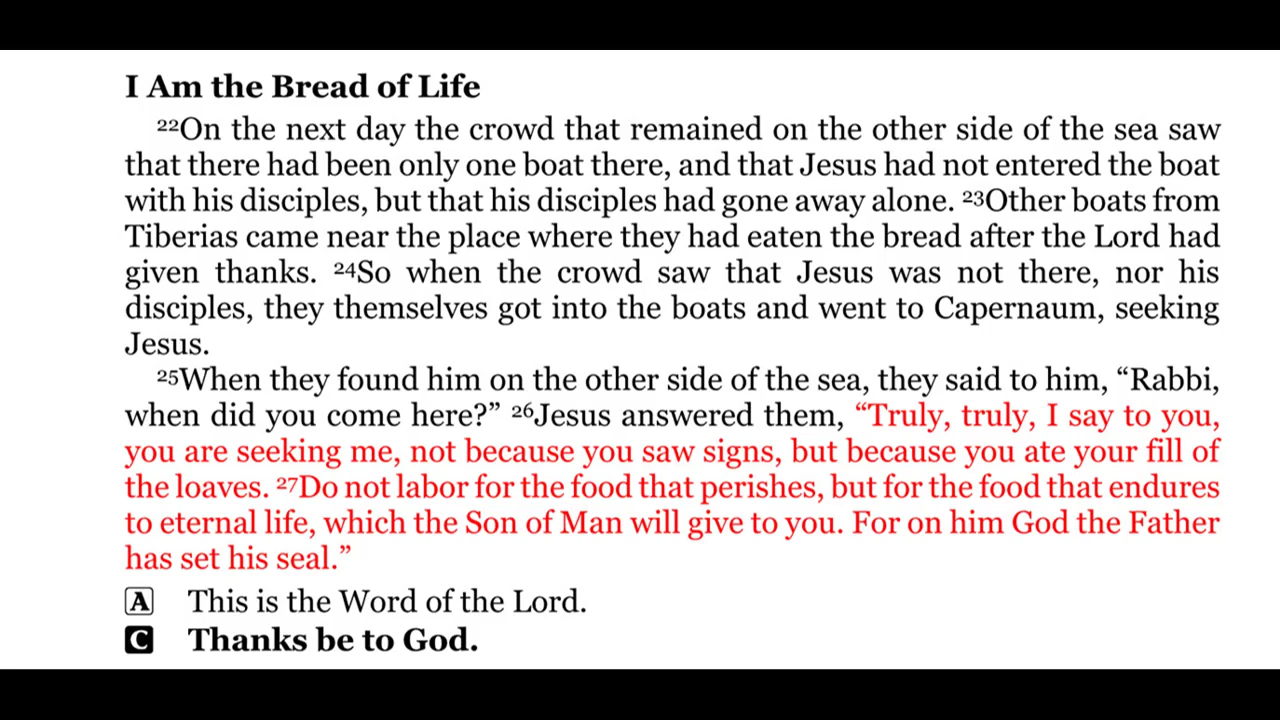 I Am the Bread of Life
22On the next day the crowd that remained on the other side of the sea saw
that there had been only one boat there, and that Jesus had not entered the boat
with his disciples, but that his disciples had gone away alone. 23Other boats from
Tiberias came near the place where they had eaten the bread after the Lord had
given thanks. 24So when the crowd saw that Jesus was not there, nor his
disciples, they themselves got into the boats and went to Capernaum, seeking
Jesus.
25When they found him on the other side of the sea, they said to him, “Rabbi,
when did you come here?” 26Jesus answered them, “Truly, truly, I say to you,
you are seeking me, not because you saw signs, but because you ate your fill of
the loaves. 27Do not labor for the food that perishes, but for the food that endures
to eternal life, which the Son of Man will give to you. For on him God the Father
has set his seal.”
A This is the Word of the Lord.
C Thanks be to God.